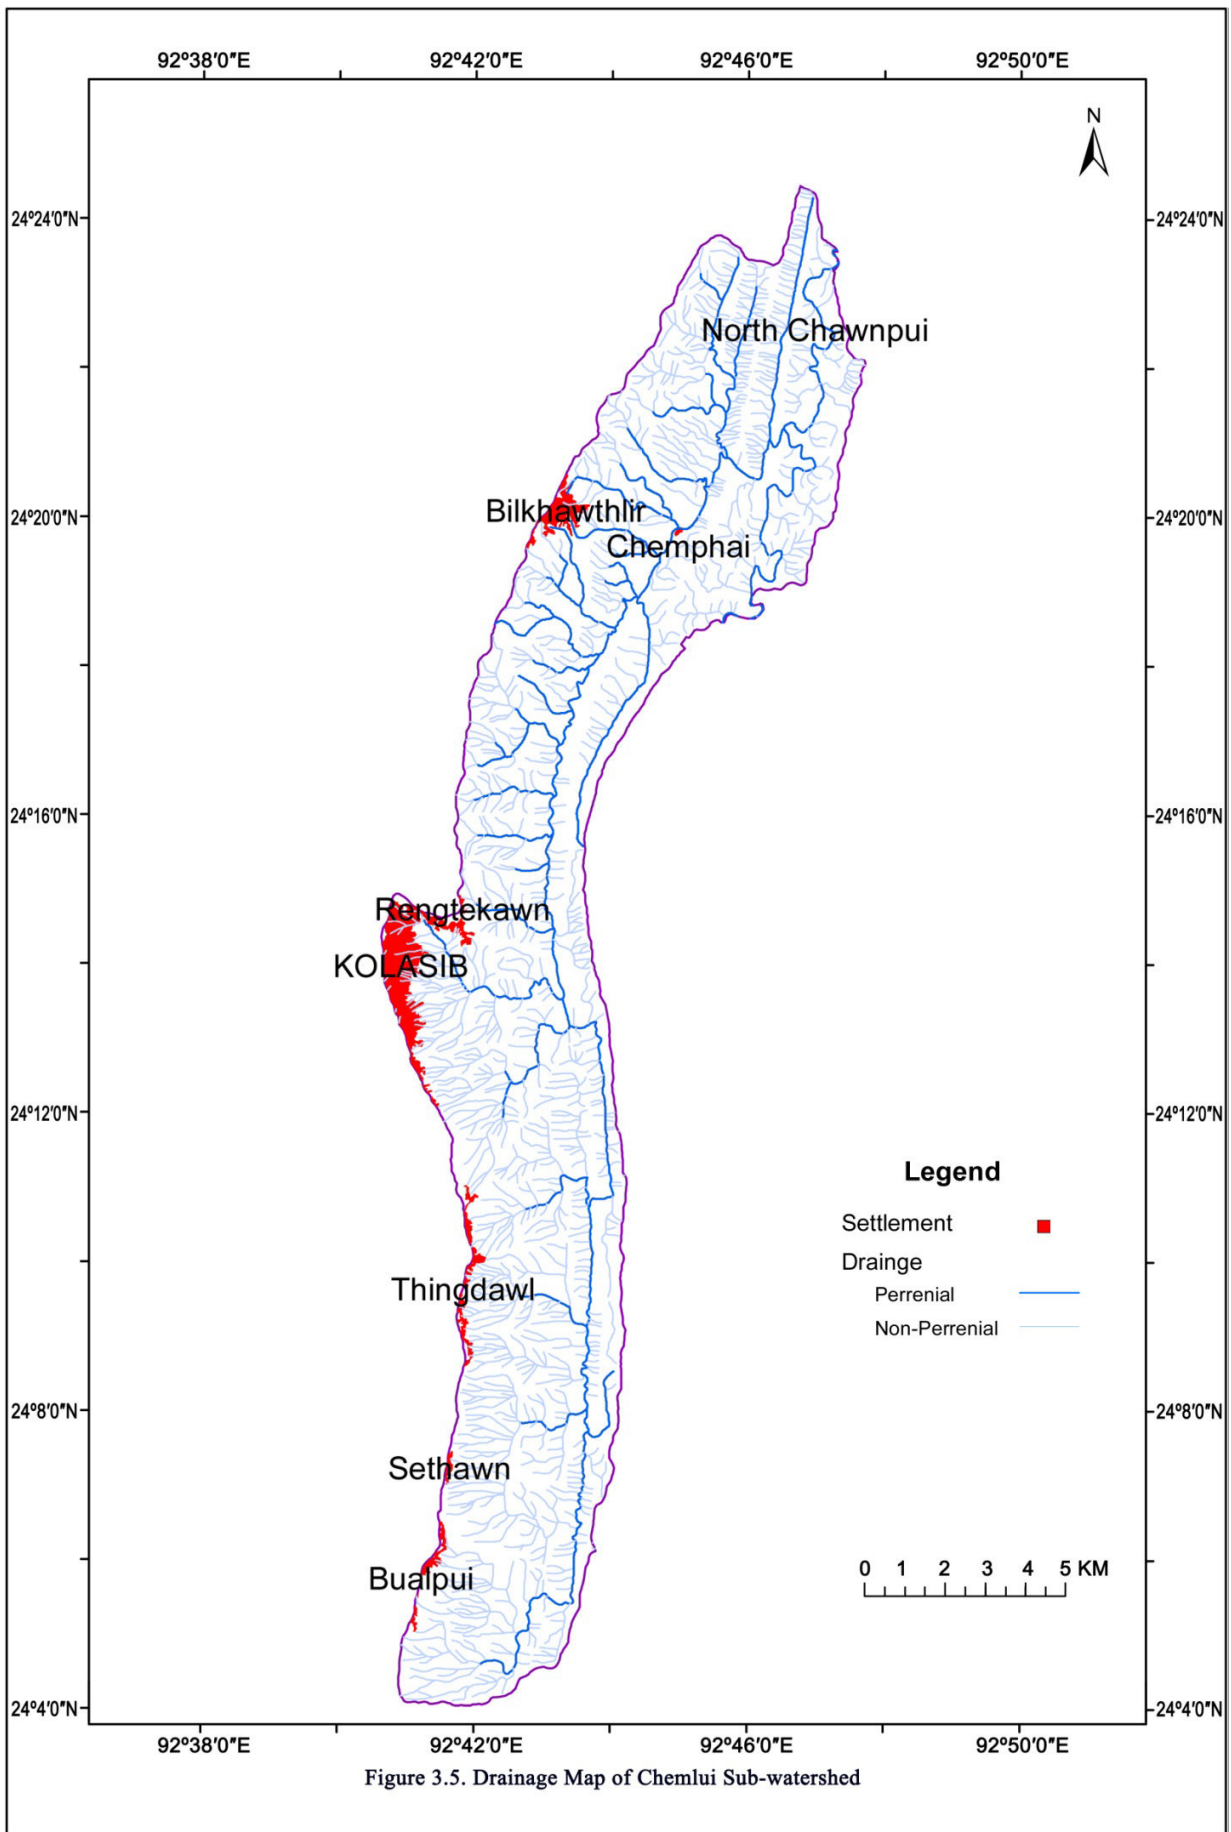 92°38'0"E 92°42'0"E 92°46'0"E 92°50'0"E
N
24°24'0"N 24°24'0"N
North Chawnpui
Bilkhawthlir
24°20'0"N 24°20'0"N
Chemphai
24°16'0"N 24°16'0"N
Rengtekawn
KOLASIB
24°12'0"N 24°12'0"N
Legend
Settlement
Drainge
Perrenial
Non-Perrenial
Thingdawl
24°8'0"N 24°8'0"N
Sethawn
0 1 2 3 4 5 KM
Bualpui
24°4'0"N 24°4'0"N
92°38'0"E 92°42'0"E 92°46'0"E 92°50'0"E
Figure 3.5. Drainage Map of Chemlui Sub-watershed